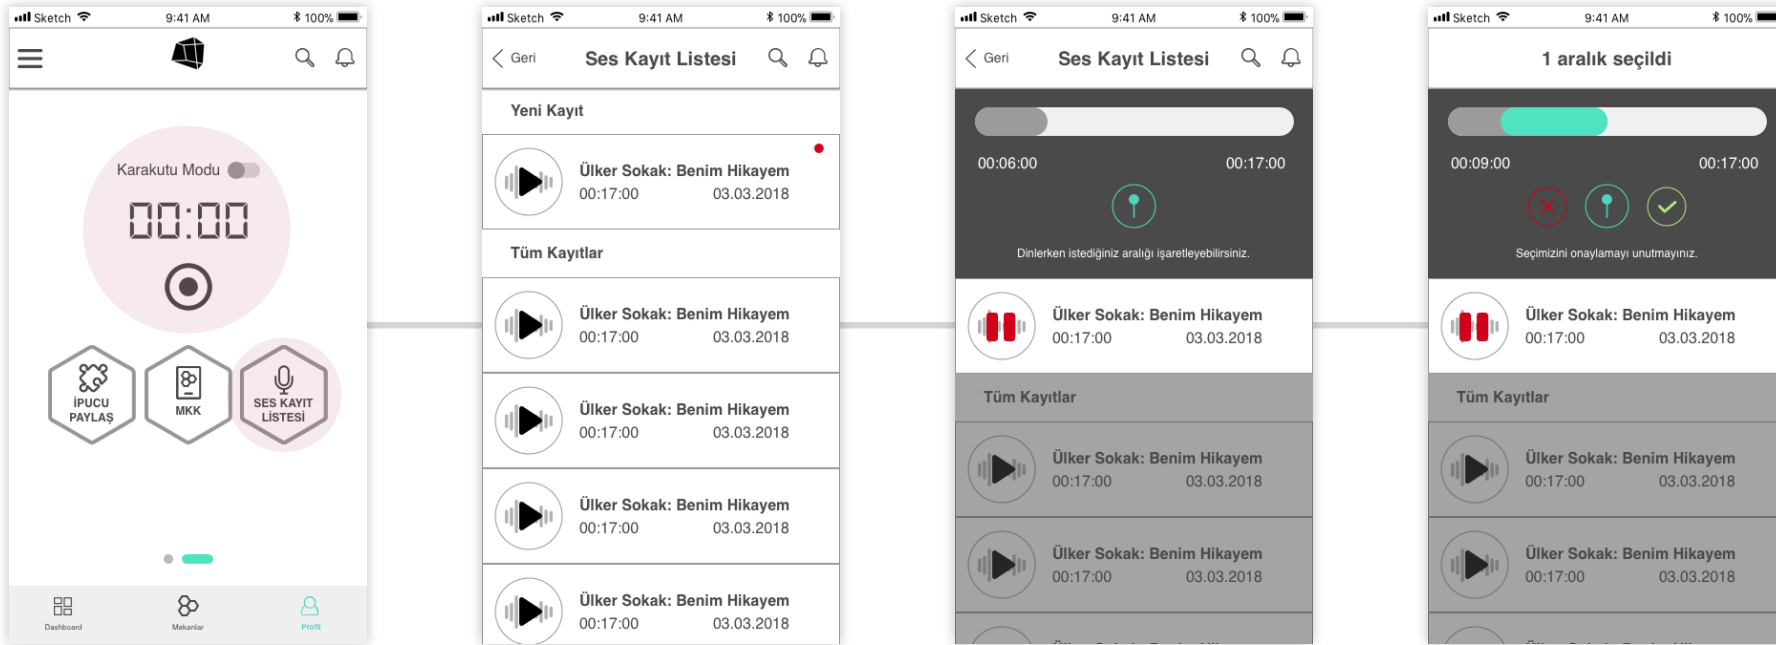 Sketch 9:41 AM 100%
Karakutu Modu
00:00
İPUCU
PAYLAŞ
MKK
SES KAYIT
LİSTESİ
Dashboard Mekanlar Profil
Sketch 9:41 AM 100%
Geri Ses Kayıt Listesi
Yeni Kayıt
Ülker Sokak: Benim Hikayem
00:17:00 03.03.2018
Tüm Kayıtlar
Ülker Sokak: Benim Hikayem
00:17:00 03.03.2018
Ülker Sokak: Benim Hikayem
00:17:00 03.03.2018
Ülker Sokak: Benim Hikayem
00:17:00 03.03.2018
Ülker Sokak: Benim Hikayem
00:17:00 03.03.2018
Sketch 9:41 AM 100%
Geri Ses Kayıt Listesi
00:06:00 00:17:00
Dinlerken istediğiniz aralığı işaretleyebilirsiniz.
Ülker Sokak: Benim Hikayem
00:17:00 03.03.2018
Tüm Kayıtlar
Ülker Sokak: Benim Hikayem
00:17:00 03.03.2018
Ülker Sokak: Benim Hikayem
00:17:00 03.03.2018
Sketch 9:41 AM 100%
1 aralık seçildi
00:09:00 00:17:00
Seçimizini onaylamayı unutmayınız.
Ülker Sokak: Benim Hikayem
00:17:00 03.03.2018
Tüm Kayıtlar
Ülker Sokak: Benim Hikayem
00:17:00 03.03.2018
Ülker Sokak: Benim Hikayem
00:17:00 03.03.2018